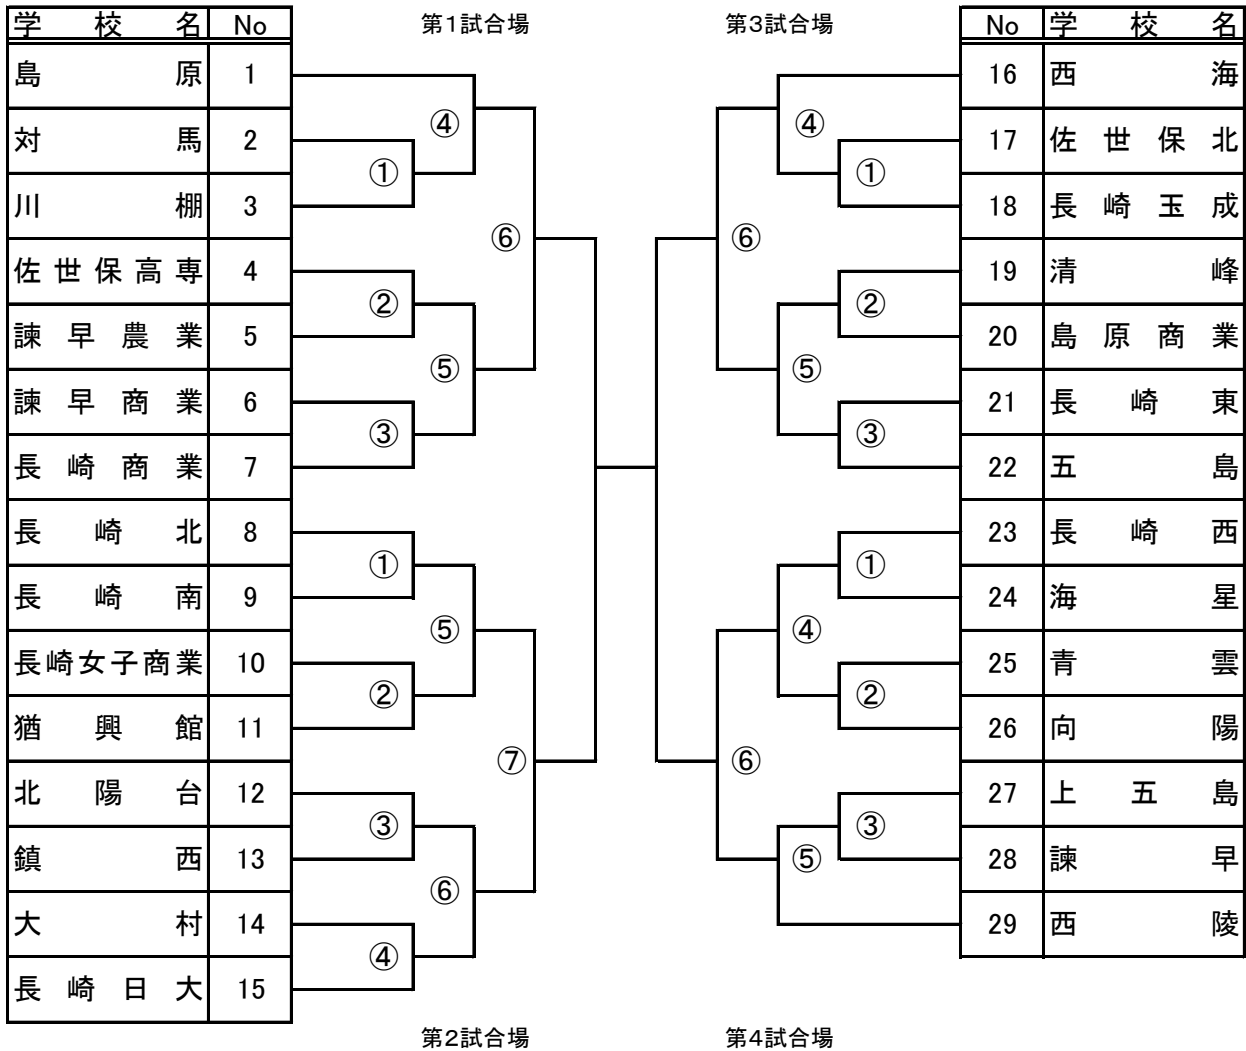 学校名 No 第1試合場 第3試合場 No 学校名
島原 1 16 西海
④ ④
対馬 2 17 佐世保北
① ①
川棚 3 18 長崎玉成
⑥ ⑥
佐世保高専 4 19 清峰
② ②
諫早農業 5 20 島原商業
⑤ ⑤
諫早商業 6 21 長崎東
③ ③
長崎商業 7 22 五島
長崎北 8 23 長崎西
① ①
長崎南 9 24 海星
⑤ ④
長崎女子商業 10 25 青雲
② ②
猶興館 11 26 向陽
⑦ ⑥
北陽台 12 27 上五島
③ ③
鎮西 13 28 諫早
⑥ ⑤
大村 14 29 西陵
④
長崎日大 15
第2試合場 第4試合場